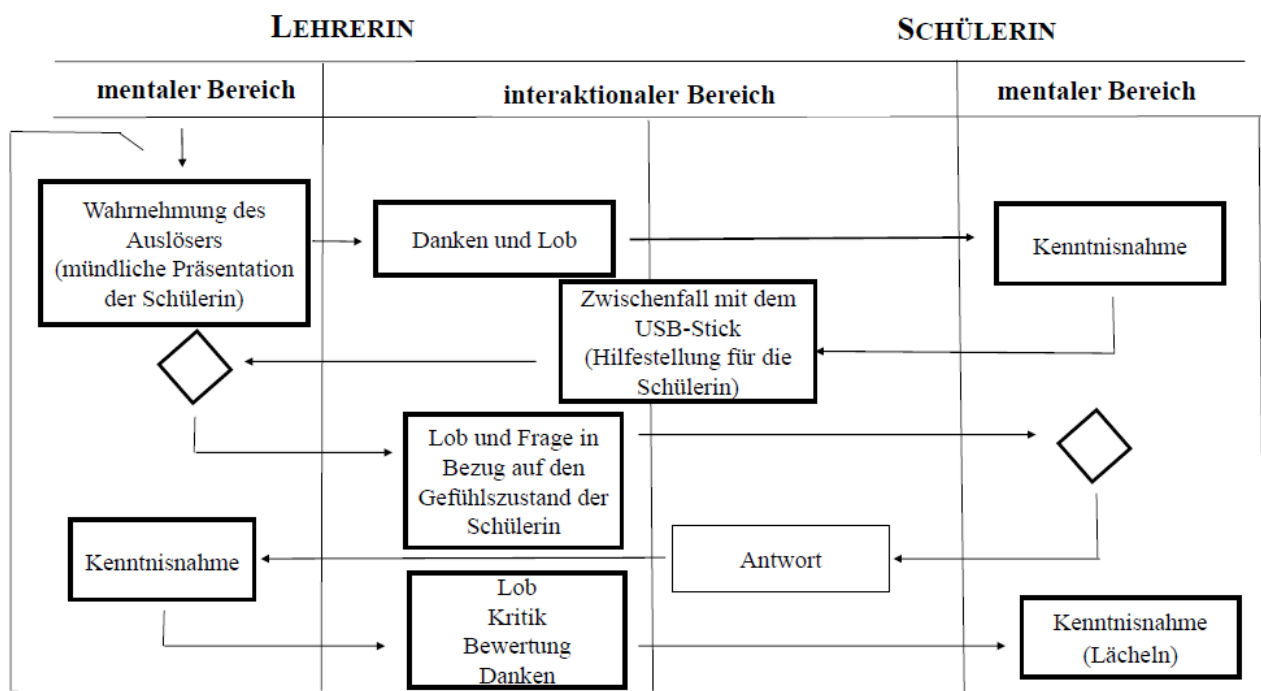 LEHRERIN
SCHÜLERIN
mentaler Bereich
interaktionaler Bereich
mentaler Bereich
Wahrnehmung des
Auslösers
(mündliche Präsentation
der Schülerin)
Danken und Lob
Kenntnisnahme
Zwischenfall mit dem
USB-Stick
(Hilfestellung für die
Schülerin)
Lob und Frage in
Bezug auf den
Gefühlszustand der
Schülerin
Kenntnisnahme
Antwort
Lob
Kritik
Bewertung
Danken
Kenntnisnahme
(Lächeln)